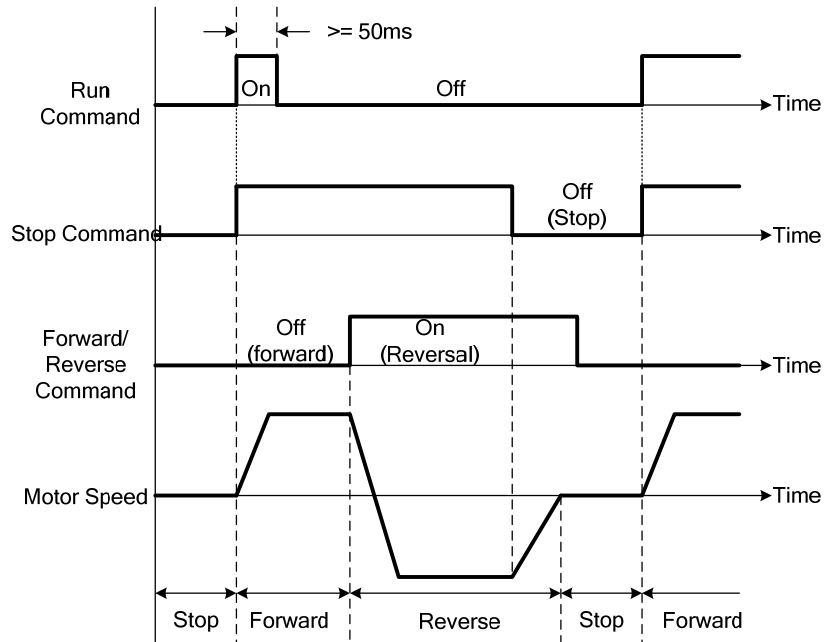 >= 50ms
Run
Command
On
Off
Time
Stop Command
Off
(Stop)
Time
Forward/
Reverse
Command
Off
(forward)
On
(Reversal)
Time
Motor Speed
Time
Stop
Forward
Reverse
Stop
Forward